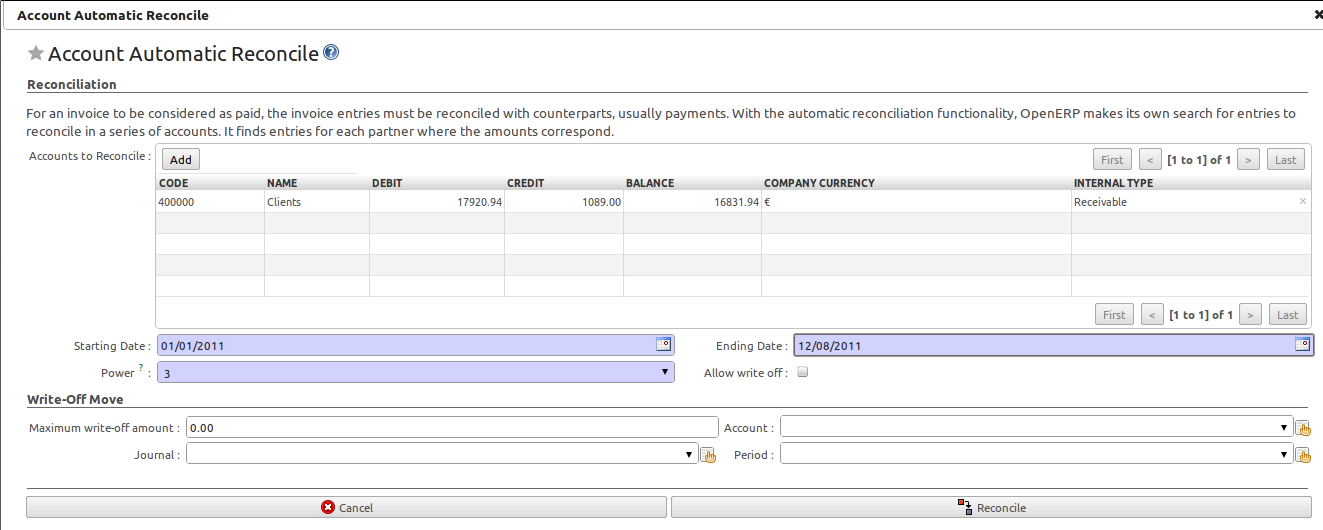 Account Automatic Reconcile
Account Automatic Reconcile ?
Reconciliation
For an invoice to be considered as paid, the invoice entries must be reconciled with counterparts, usually payments. With the automatic reconciliation functionality, OpenERP makes its own search for entries to
reconcile in a series of accounts. It finds entries for each partner where the amounts correspond.
Accounts to Reconcile : Add First < [1 to 1] of 1 > Last
CODE NAME DEBIT CREDIT BALANCE COMPANY CURRENCY INTERNAL TYPE
400000 Clients 17920.94 1089.00 16831.94 € Receivable
First < [1 to 1] of 1 > Last
Starting Date : 01/01/2011 Ending Date : 12/08/2011
Power ? : 3 Allow write off :
Write-Off Move
Maximum write-off amount : 0.00 Account :
Journal : Period :
Cancel Reconcile